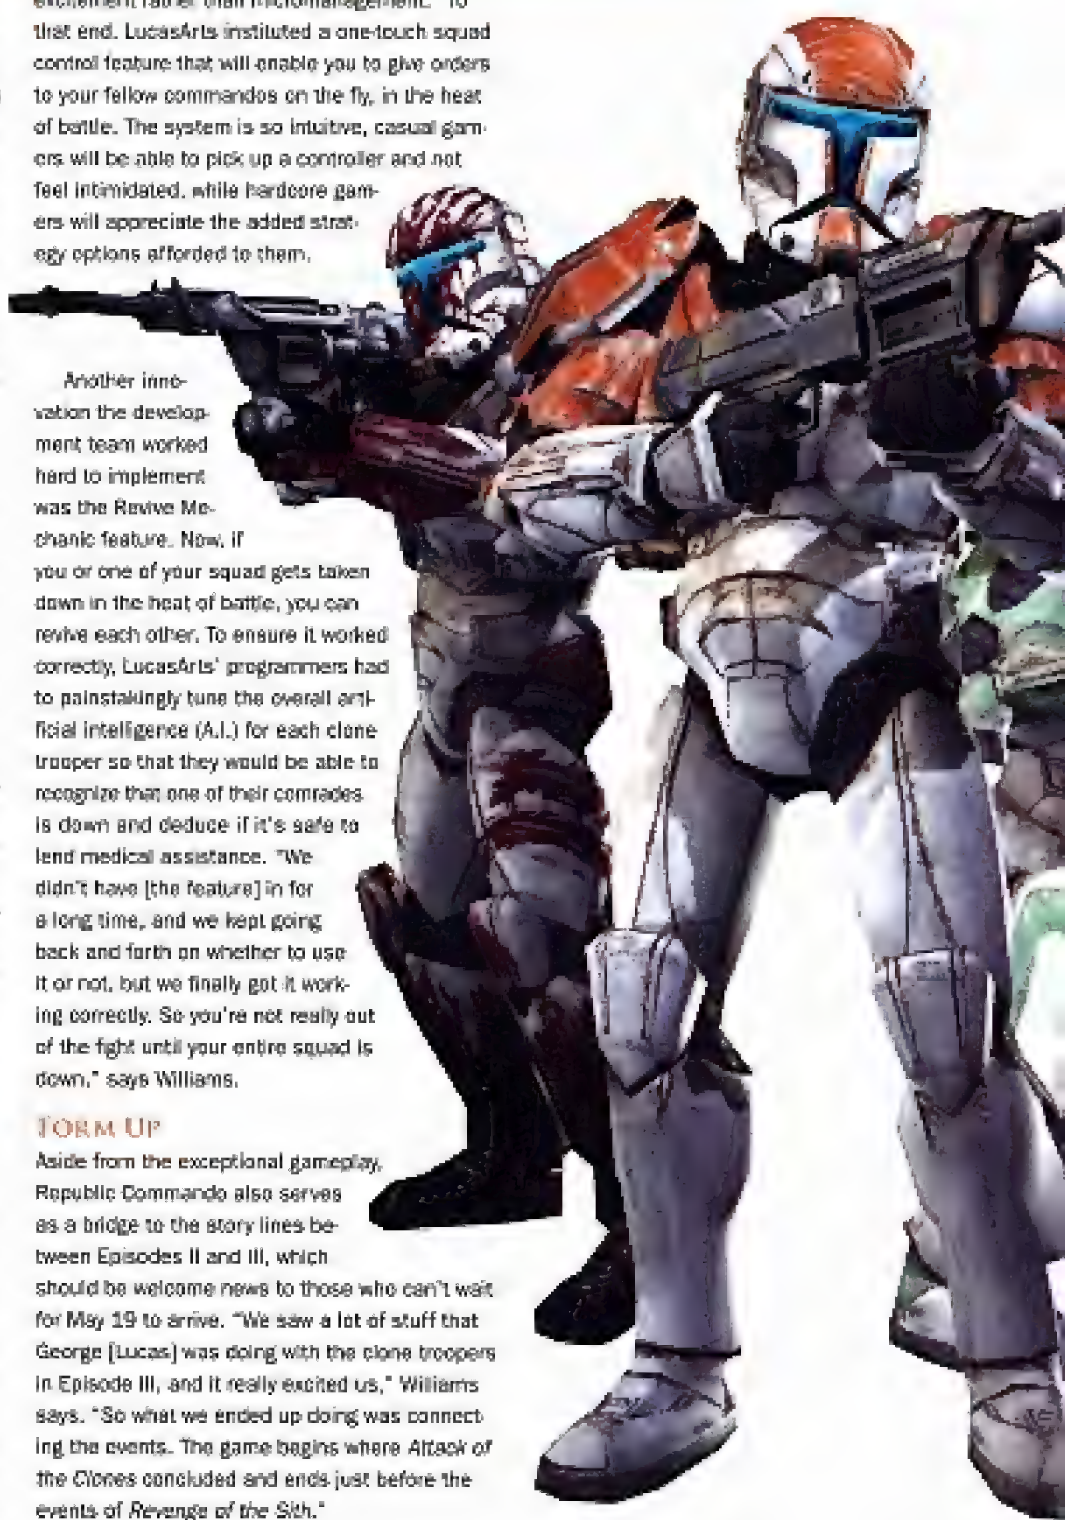 excitement rather than micromanagement." To
that end, LucasArts instituted a one-touch squad
control feature that will enable you to give orders
to your fellow commandos on the fly, in the heat
of battle. The system is so intuitive, casual gam-
ers will be able to pick up a controller and not
feel intimidated, while hardcore gam-
ers will appreciate the added strat-
egy options afforded to them.
Another inno-
vation the develop-
ment team worked
hard to implement
was the Revive Me-
chanic feature. Now, if
you or one of your squad gets taken
down in the heat of battle, you can
revive each other. To ensure it worked
correctly, LucasArts' programmers had
to painstakingly tune the overall arti-
ficial intelligence (A.I.) for each clone
trooper so that they would be able to
recognize that one of their comrades
is down and deduce if it's safe to
lend medical assistance. "We
didn't have [the feature] in for
a long time, and we kept going
back and forth on whether to use
it or not, but we finally got it work-
ing correctly. So you're not really out
of the fight until your entire squad is
down," says Williams.
FORM UP
Aside from the exceptional gameplay,
Republic Commando also serves
as a bridge to the story lines be-
tween Episodes II and III, which
should be welcome news to those who can't wait
for May 19 to arrive. "We saw a lot of stuff that
George [Lucas] was doing with the clone troopers
in Episode III, and it really excited us," Williams
says. "So what we ended up doing was connect-
ing the events. The game begins where Attack of
the Clones concluded and ends just before the
events of Revenge of the Sith."